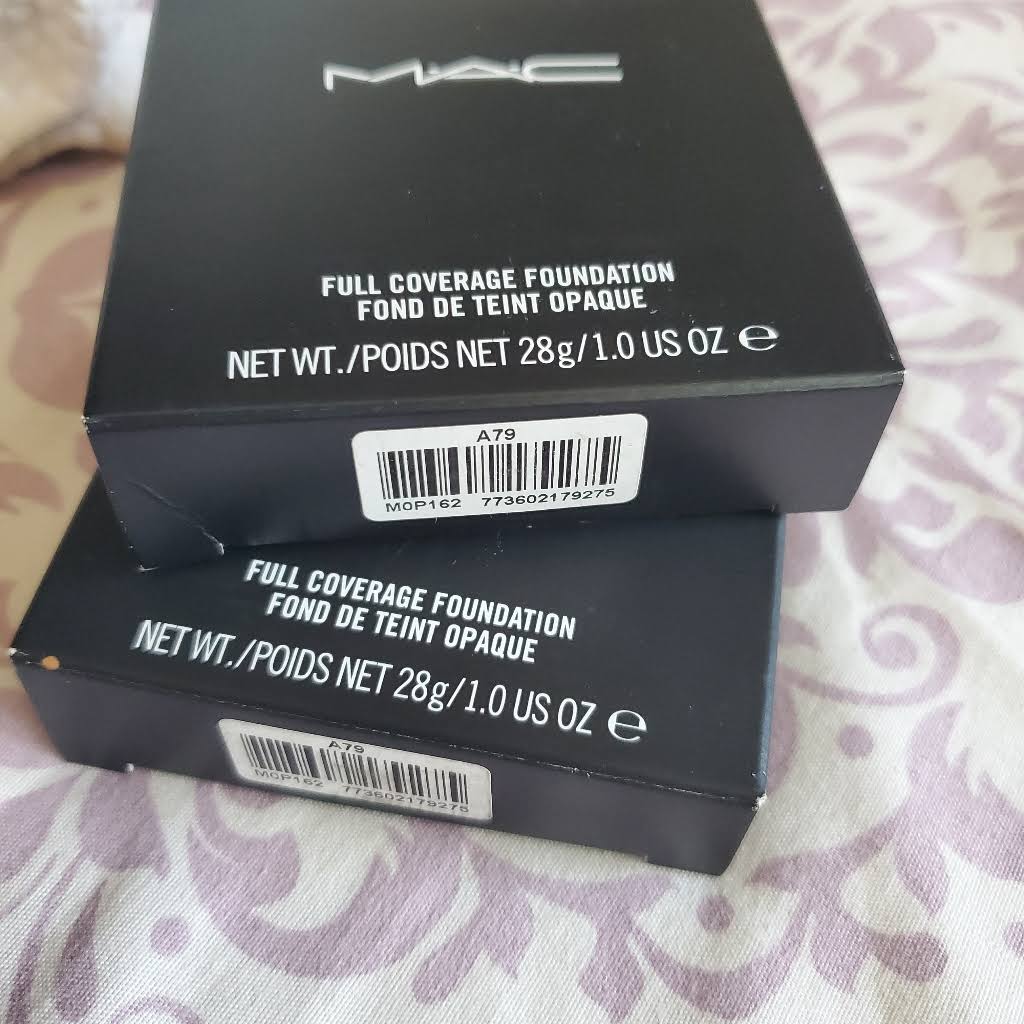 M·A·C
FULL COVERAGE FOUNDATION
FOND DE TEINT OPAQUE
NET WT./POIDS NET 28g/1.0 US OZ ℮
A79
M0P162 773602179275
FULL COVERAGE FOUNDATION
FOND DE TEINT OPAQUE
NET WT./POIDS NET 28g/1.0 US OZ ℮
A79
M0P162 773602179275